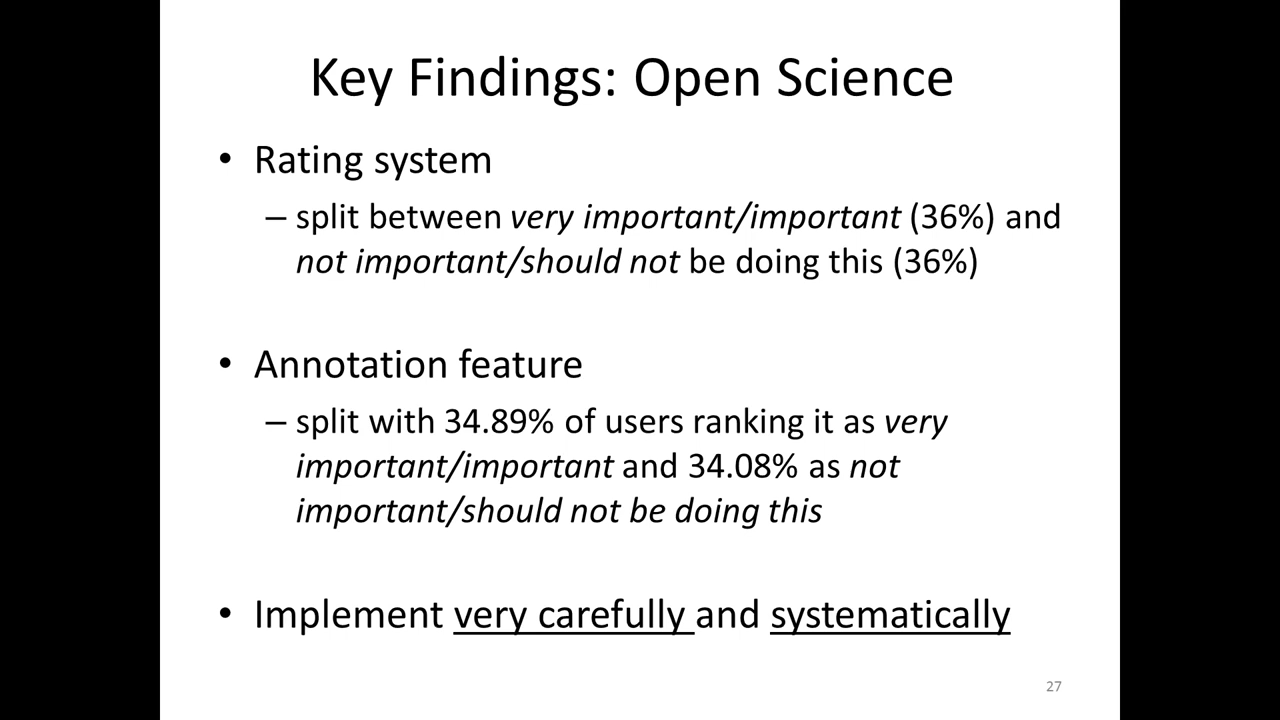 Key Findings: Open Science
• Rating system
– split between very important/important (36%) and
not important/should not be doing this (36%)
• Annotation feature
– split with 34.89% of users ranking it as very
important/important and 34.08% as not
important/should not be doing this
• Implement very carefully and systematically
27